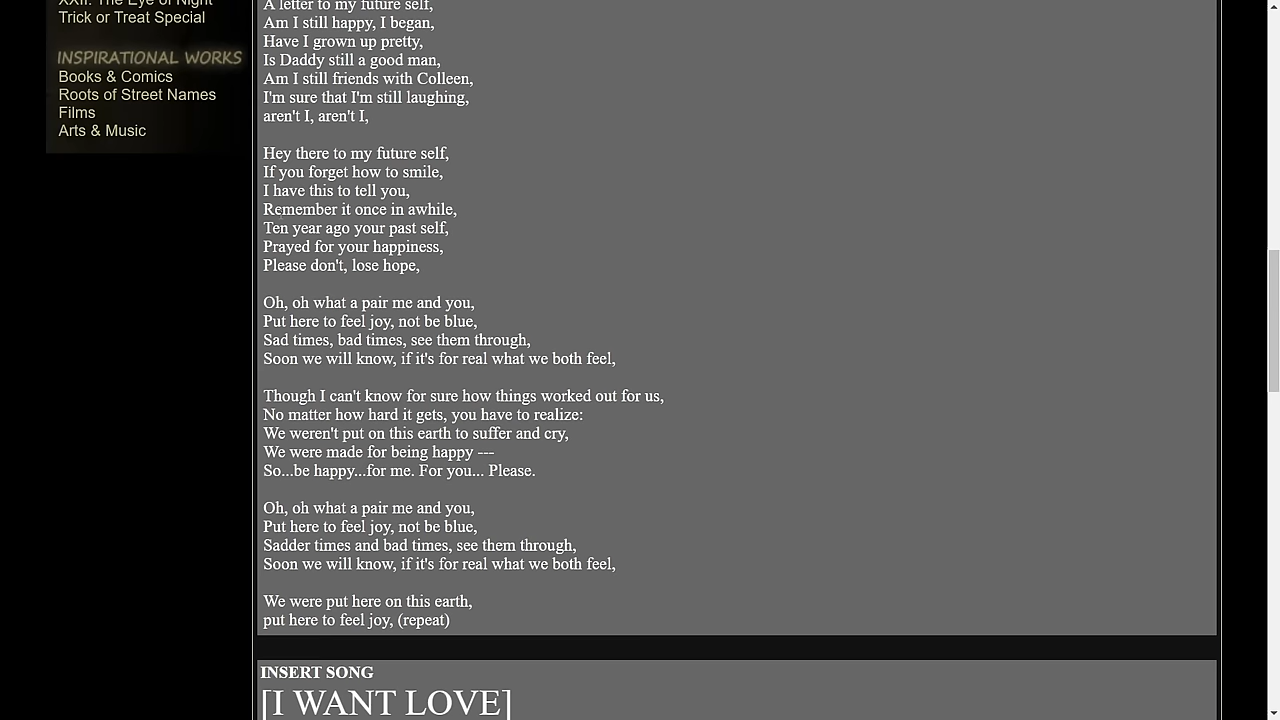 XXII: The Eye of Night
Trick or Treat Special
INSPIRATIONAL WORKS
Books & Comics
Roots of Street Names
Films
Arts & Music
A letter to my future self,
Am I still happy, I began,
Have I grown up pretty,
Is Daddy still a good man,
Am I still friends with Colleen,
I'm sure that I'm still laughing,
aren't I, aren't I,
Hey there to my future self,
If you forget how to smile,
I have this to tell you,
Remember it once in awhile,
Ten year ago your past self,
Prayed for your happiness,
Please don't, lose hope,
Oh, oh what a pair me and you,
Put here to feel joy, not be blue,
Sad times, bad times, see them through,
Soon we will know, if it's for real what we both feel,
Though I can't know for sure how things worked out for us,
No matter how hard it gets, you have to realize:
We weren't put on this earth to suffer and cry,
We were made for being happy ---
So...be happy...for me. For you... Please.
Oh, oh what a pair me and you,
Put here to feel joy, not be blue,
Sadder times and bad times, see them through,
Soon we will know, if it's for real what we both feel,
We were put here on this earth,
put here to feel joy, (repeat)
INSERT SONG
[I WANT LOVE]